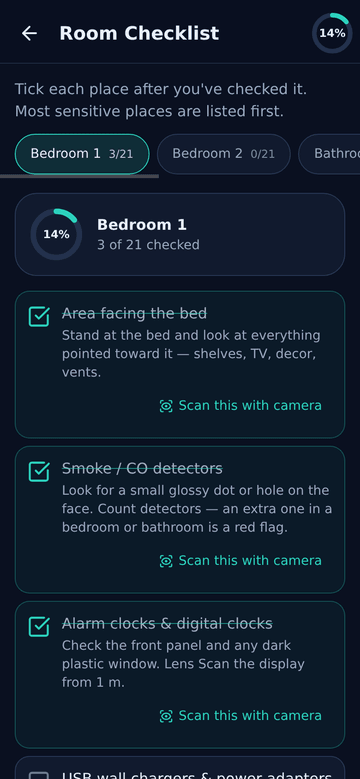 Room Checklist
14%
Tick each place after you've checked it.
Most sensitive places are listed first.
Bedroom 1 3/21
Bedroom 2 0/21
Bathroo
14%
Bedroom 1
3 of 21 checked
Area facing the bed
Stand at the bed and look at everything
pointed toward it — shelves, TV, decor,
vents.
Scan this with camera
Smoke / CO detectors
Look for a small glossy dot or hole on the
face. Count detectors — an extra one in a
bedroom or bathroom is a red flag.
Scan this with camera
Alarm clocks & digital clocks
Check the front panel and any dark
plastic window. Lens Scan the display
from 1 m.
Scan this with camera
USB wall chargers & power adapters